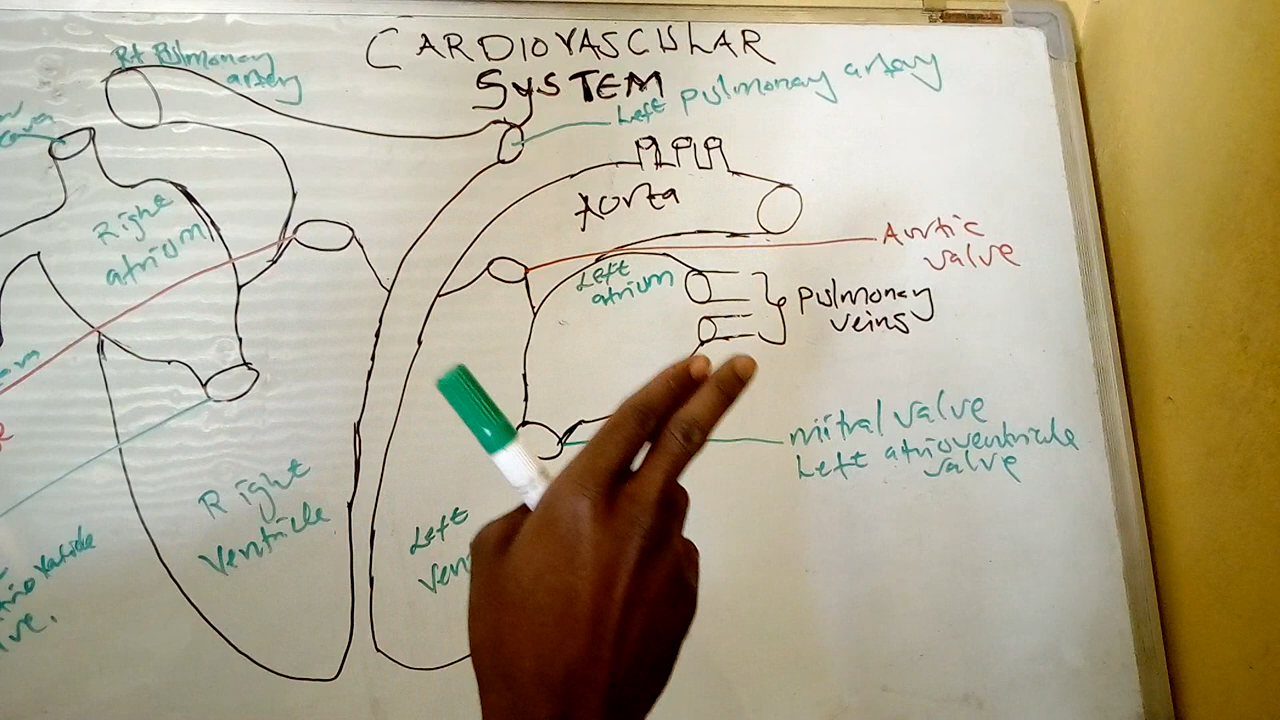 CARDIOVASCULAR
SYSTEM
Rt Pulmonary
artery
Left pulmonary artery
Aorta
Right
atrium
Aortic
valve
Left
atrium
Pulmonary
veins
mitral valve
Left atrioventricle
valve
Right
Ventricle
Left
ven